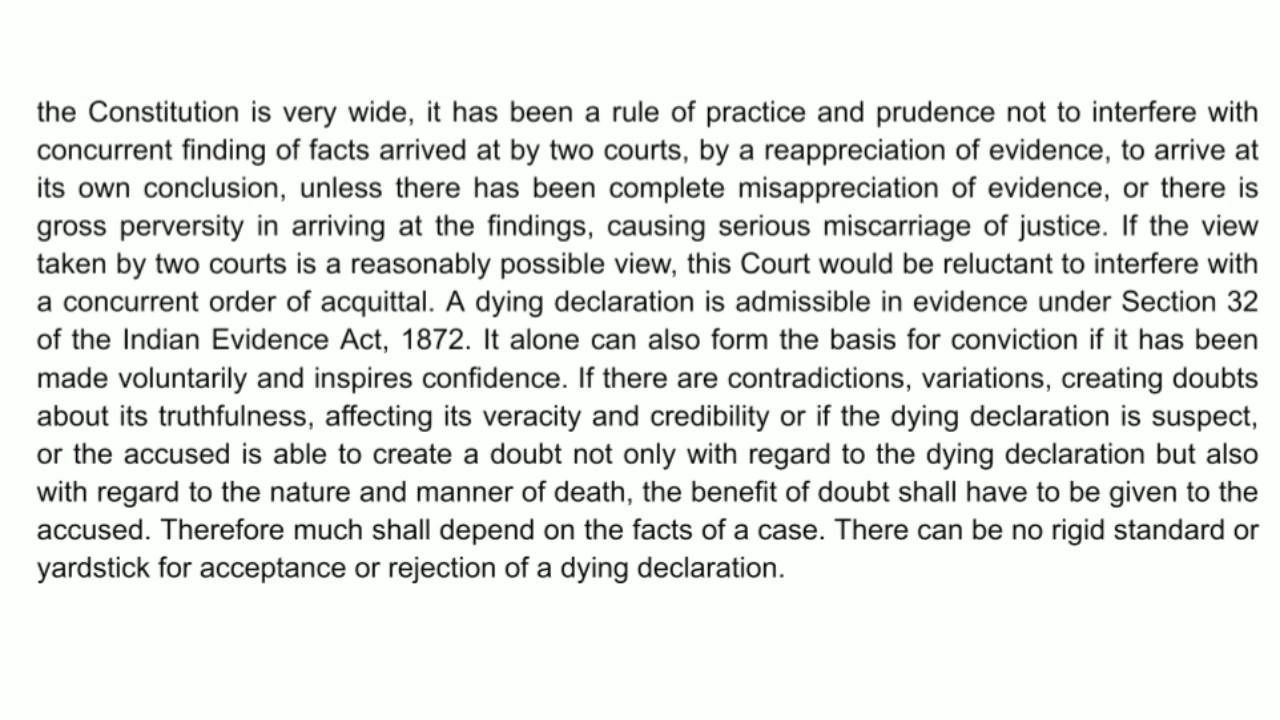 the Constitution is very wide, it has been a rule of practice and prudence not to interfere with
concurrent finding of facts arrived at by two courts, by a reappreciation of evidence, to arrive at
its own conclusion, unless there has been complete misappreciation of evidence, or there is
gross perversity in arriving at the findings, causing serious miscarriage of justice. If the view
taken by two courts is a reasonably possible view, this Court would be reluctant to interfere with
a concurrent order of acquittal. A dying declaration is admissible in evidence under Section 32
of the Indian Evidence Act, 1872. It alone can also form the basis for conviction if it has been
made voluntarily and inspires confidence. If there are contradictions, variations, creating doubts
about its truthfulness, affecting its veracity and credibility or if the dying declaration is suspect,
or the accused is able to create a doubt not only with regard to the dying declaration but also
with regard to the nature and manner of death, the benefit of doubt shall have to be given to the
accused. Therefore much shall depend on the facts of a case. There can be no rigid standard or
yardstick for acceptance or rejection of a dying declaration.